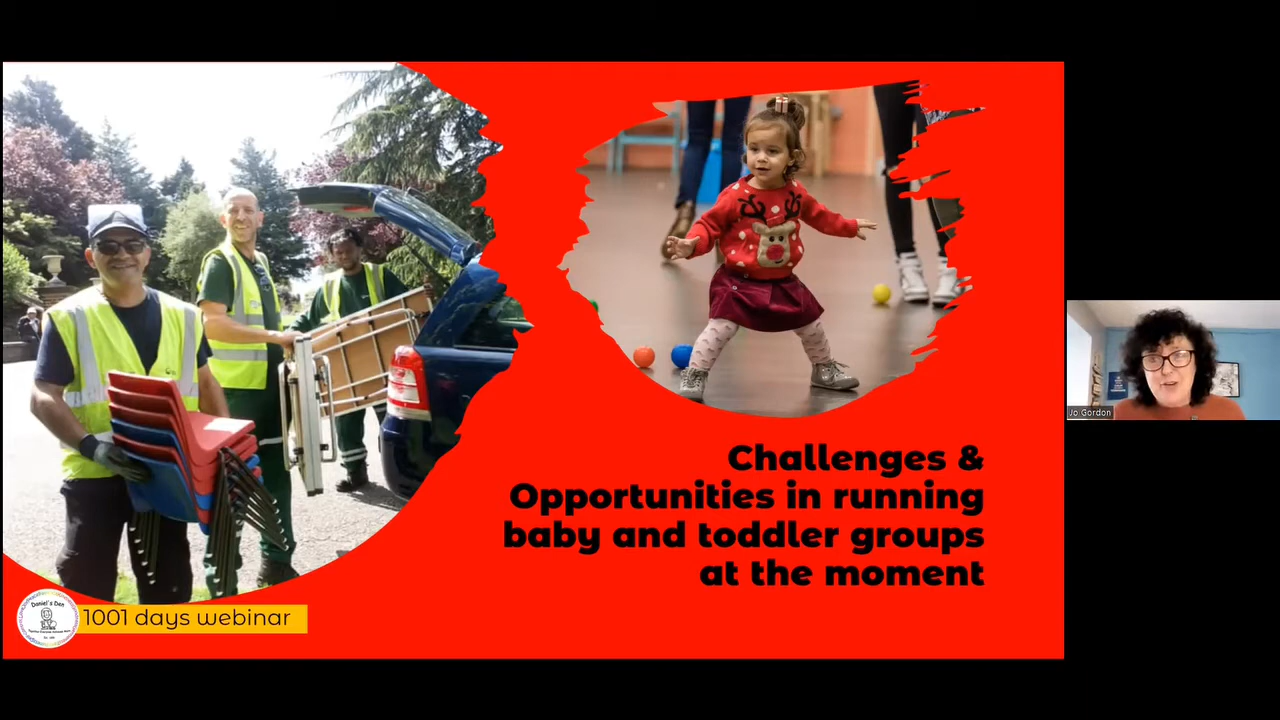 Challenges &
Opportunities in running
baby and toddler groups
at the moment
Daniel's Den
1001 days webinar
Jo Gordon